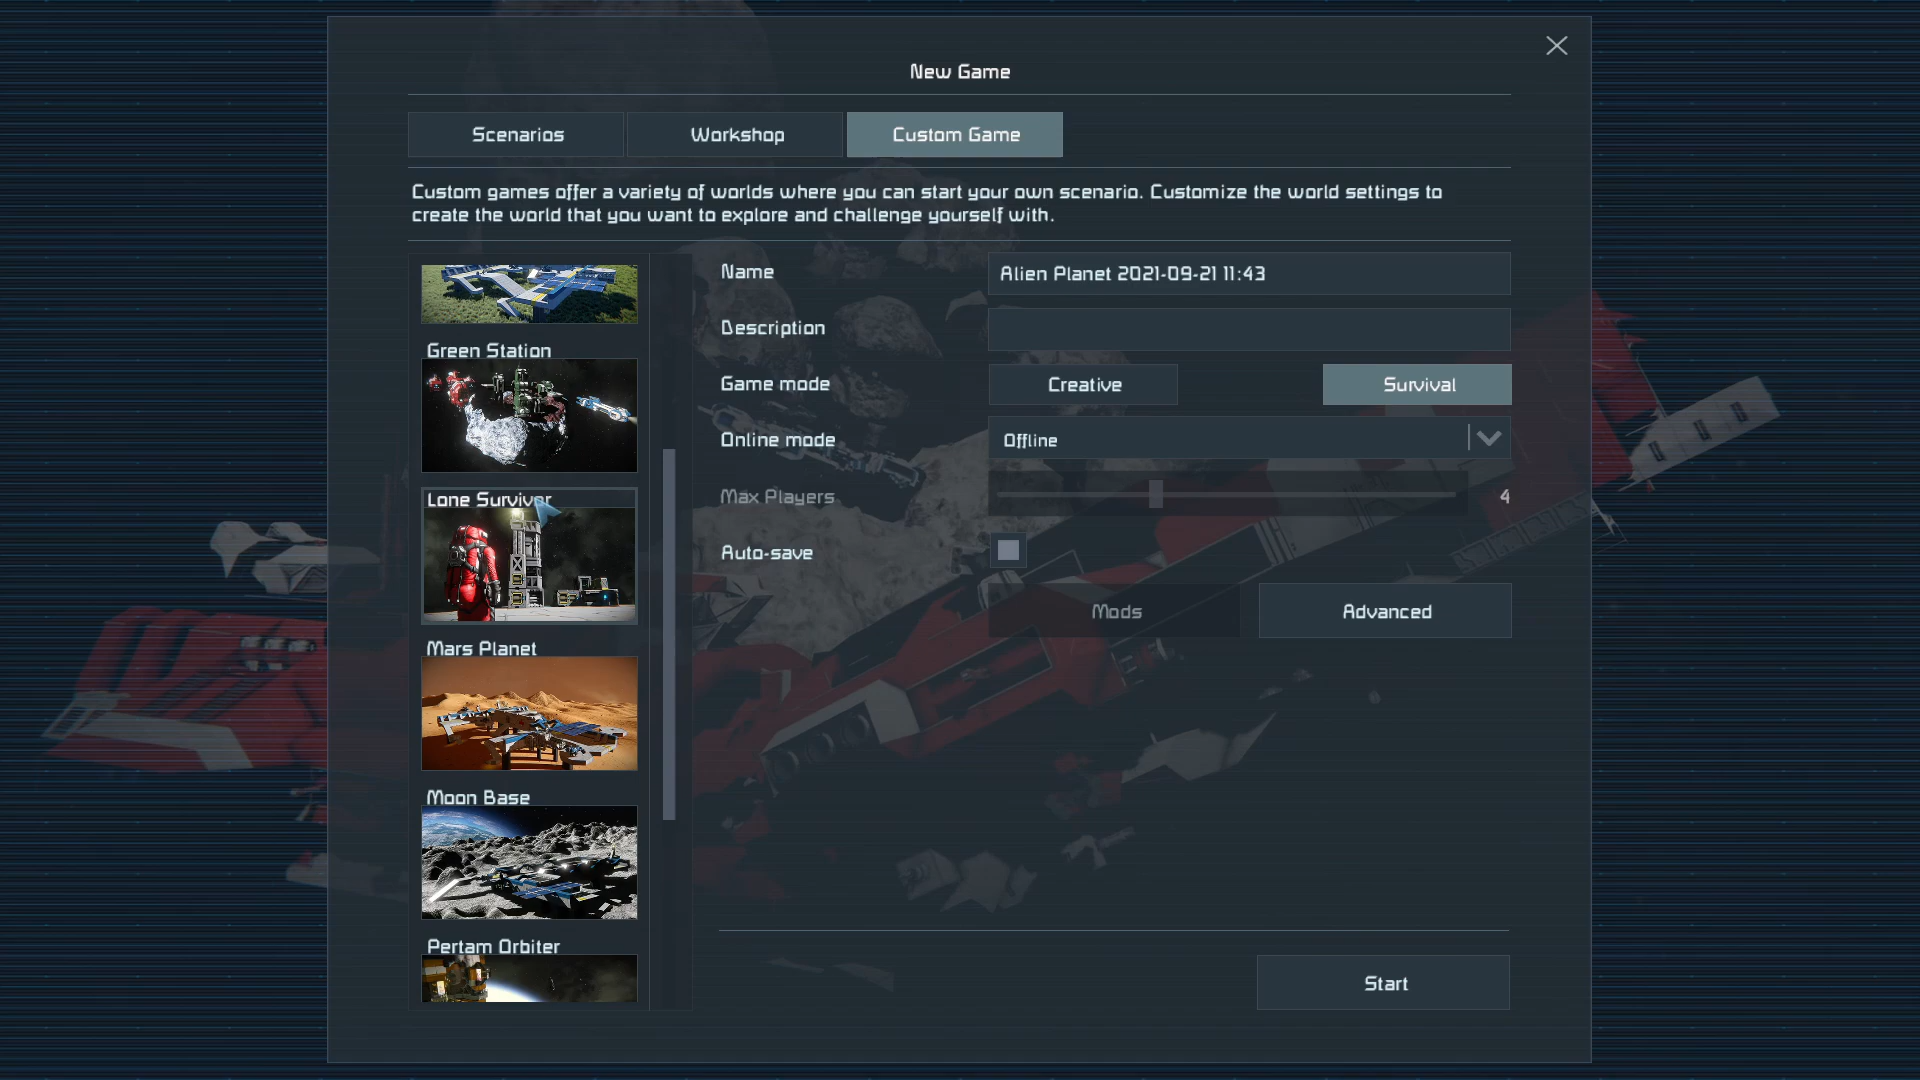 New Game
Scenarios
Workshop
Custom Game
Custom games offer a variety of worlds where you can start your own scenario. Customize the world settings to
create the world that you want to explore and challenge yourself with.
Green Station
Lone Survivor
Mars Planet
Moon Base
Pertam Orbiter
Name
Alien Planet 2021-09-21 11:43
Description
Game mode
Creative
Survival
Online mode
Offline
Max Players
4
Auto-save
Mods
Advanced
Start